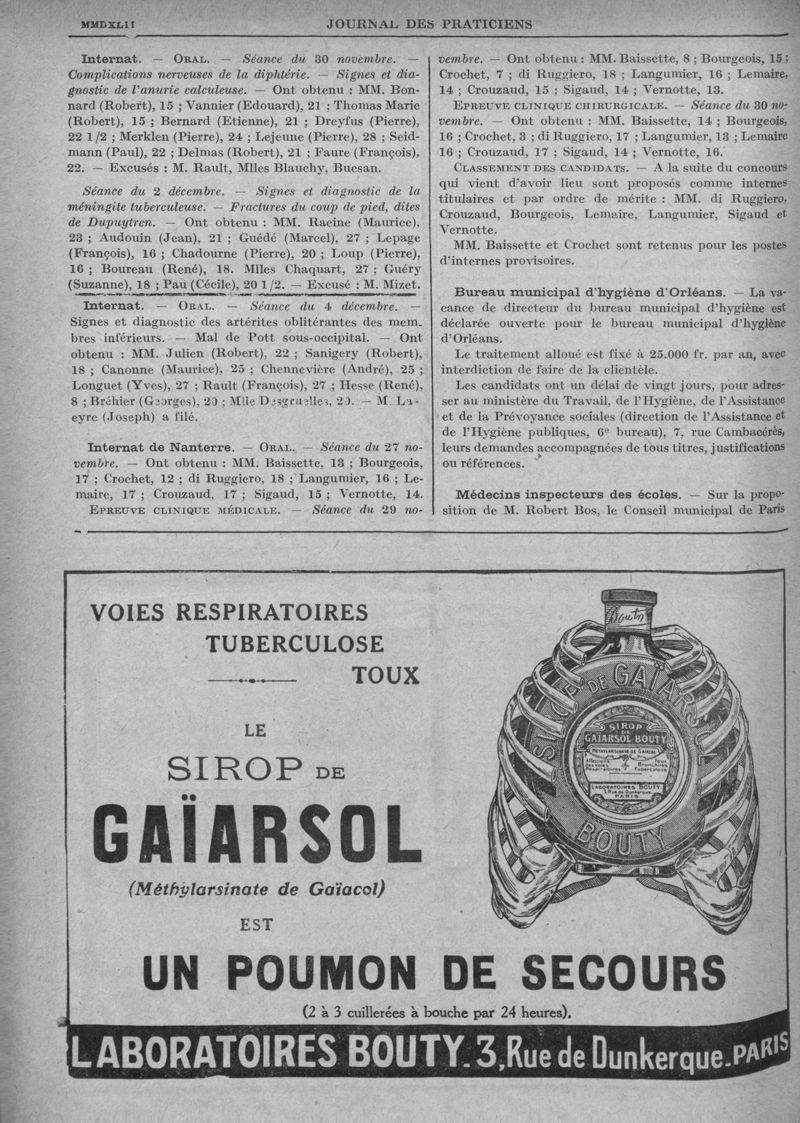 MMDXLII
JOURNAL DES PRATICIENS
Internat. — ORAL. — Séance du 30 novembre. —
Complications nerveuses de la diphtérie. — Signes et dia-
gnostic de l'anurie calculeuse. — Ont obtenu : MM. Bon-
nard (Robert), 15 ; Vannier (Edouard), 21 ; Thomas Marie
(Robert), 15 ; Bernard (Etienne), 21 ; Dreyfus (Pierre),
22 1/2 ; Merklen (Pierre), 24 ; Lejeune (Pierre), 28 ; Seid-
mann (Paul), 22 ; Delmas (Robert), 21 ; Faure (François),
22. — Excusés : M. Rault, Mlles Blauchy, Bucsan.
Séance du 2 décembre. — Signes et diagnostic de la
méningite tuberculeuse. — Fractures du coup de pied, dites
de Dupuytren. — Ont obtenu : MM. Racine (Maurice),
23 ; Audouin (Jean), 21 ; Guédé (Marcel), 27 ; Lepage
(François), 16 ; Chadourne (Pierre), 20 ; Loup (Pierre),
16 ; Boureau (René), 18. Mlles Chaquart, 27 ; Guéry
(Suzanne), 18 ; Pau (Cécile), 20 1/2. — Excusé : M. Mizet.
Internat. — ORAL. — Séance du 4 décembre. —
Signes et diagnostic des artérites oblitérantes des mem.
bres inférieurs. — Mal de Pott sous-occipital. — Ont
obtenu : MM. Julien (Robert), 22 ; Sanigery (Robert),
18 ; Canonne (Maurice), 25 ; Chennevière (André), 25 ;
Longuet (Yves), 27 ; Rault (François), 27 ; Hesse (René),
8 ; Bréhier (Georges), 20 ; Mlle Desgruelles, 20. — M. La-
eyre (Joseph) a filé.
Internat de Nanterre. — ORAL. — Séance du 27 no-
vembre. — Ont obtenu : MM. Baissette, 13 ; Bourgeois,
17 ; Crochet, 12 ; di Ruggiero, 18 ; Langumier, 16 ; Le-
maire, 17 ; Crouzaud, 17 ; Sigaud, 15 ; Vernotte, 14.
EPREUVE CLINIQUE MÉDICALE. — Séance du 29 no-
vembre. — Ont obtenu : MM. Baissette, 8 ; Bourgeois, 15 ;
Crochet, 7 ; di Ruggiero, 18 ; Langumier, 16 ; Lemaire,
14 ; Crouzaud, 15 ; Sigaud, 14 ; Vernotte, 13.
EPREUVE CLINIQUE CHIRURGICALE. — Séance du 30 no-
vembre. — Ont obtenu : MM. Baissette, 14 ; Bourgeois,
16 ; Crochet, 3 ; di Ruggiero, 17 ; Langumier, 13 ; Lemaire
16 ; Crouzaud, 17 ; Sigaud, 14 ; Vernotte, 16.
CLASSEMENT DES CANDIDATS. — A la suite du concours
qui vient d'avoir lieu sont proposés comme internes
titulaires et par ordre de mérite : MM. di Ruggiero,
Crouzaud, Bourgeois, Lemaire, Langumier, Sigaud et
Vernotte.
MM. Baissette et Crochet sont retenus pour les postes
d'internes provisoires.
Bureau municipal d'hygiène d'Orléans. — La va-
cance de directeur du bureau municipal d'hygiène est
déclarée ouverte pour le bureau municipal d'hygiène
d'Orléans.
Le traitement alloué est fixé à 25.000 fr. par an, avec
interdiction de faire de la clientèle.
Les candidats ont un délai de vingt jours, pour adres-
ser au ministère du Travail, de l'Hygiène, de l'Assistance
et de la Prévoyance sociales (direction de l'Assistance et
de l'Hygiène publiques, 6e bureau), 7, rue Cambacérès,
leurs demandes accompagnées de tous titres, justifications
ou références.
Médecins inspecteurs des écoles. — Sur la propo-
sition de M. Robert Bos, le Conseil municipal de Paris
VOIES RESPIRATOIRES
TUBERCULOSE
TOUX
LE
SIROP DE
GAÏARSOL
(Méthylarsinate de Gaïacol)
EST
UN POUMON DE SECOURS
(2 à 3 cuillerées à bouche par 24 heures).
LABORATOIRES BOUTY_3,Rue de Dunkerque_PARIS
Bouty
SIROP DE GAÏARSOL
BOUTY
SIROP
DE
GAÏARSOL BOUTY
MÉTHYLARSINATE DE GAÏACOL
LABORATOIRES BOUTY
3 Rue de Dunkerque
PARIS